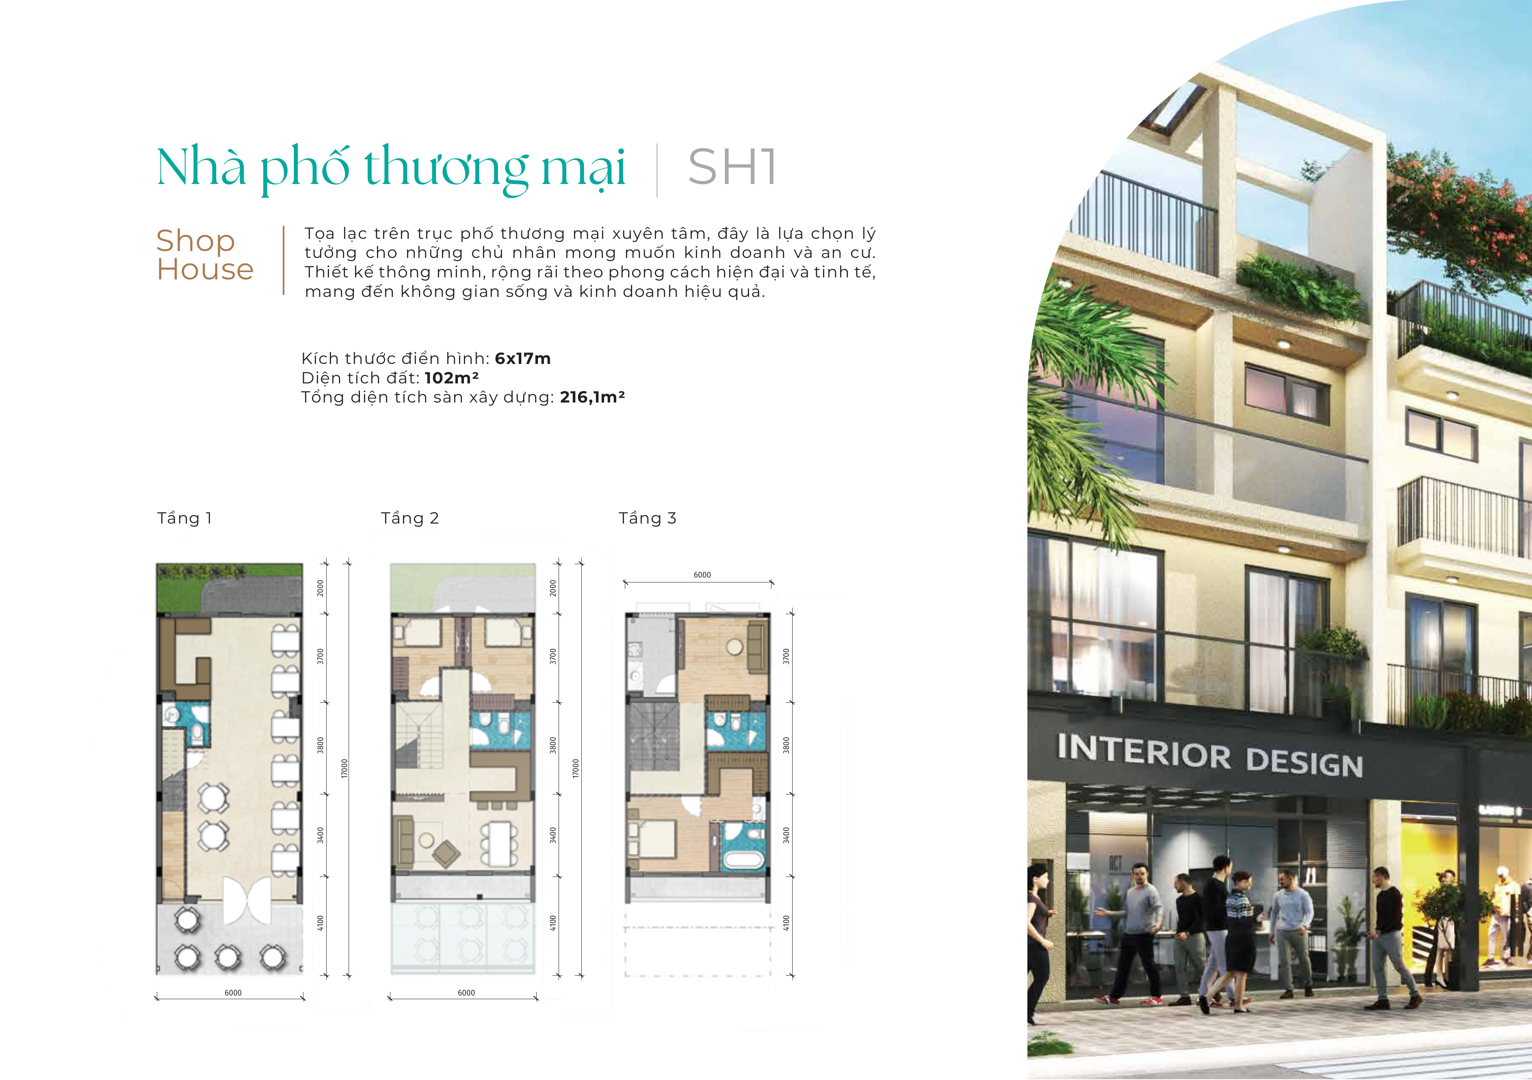 Nhà phố thương mại | SH1
Shop
House
Tọa lạc trên trục phố thương mại xuyên tâm, đây là lựa chọn lý
tưởng cho những chủ nhân mong muốn kinh doanh và an cư.
Thiết kế thông minh, rộng rãi theo phong cách hiện đại và tinh tế,
mang đến không gian sống và kinh doanh hiệu quả.
Kích thước điển hình: 6x17m
Diện tích đất: 102m²
Tổng diện tích sàn xây dựng: 216,1m²
Tầng 1
2000
3700
3800
3400
4100
17000
6000
Tầng 2
2000
3700
3800
3400
4100
17000
6000
Tầng 3
6000
3700
3800
3400
4100
INTERIOR DESIGN
ACT